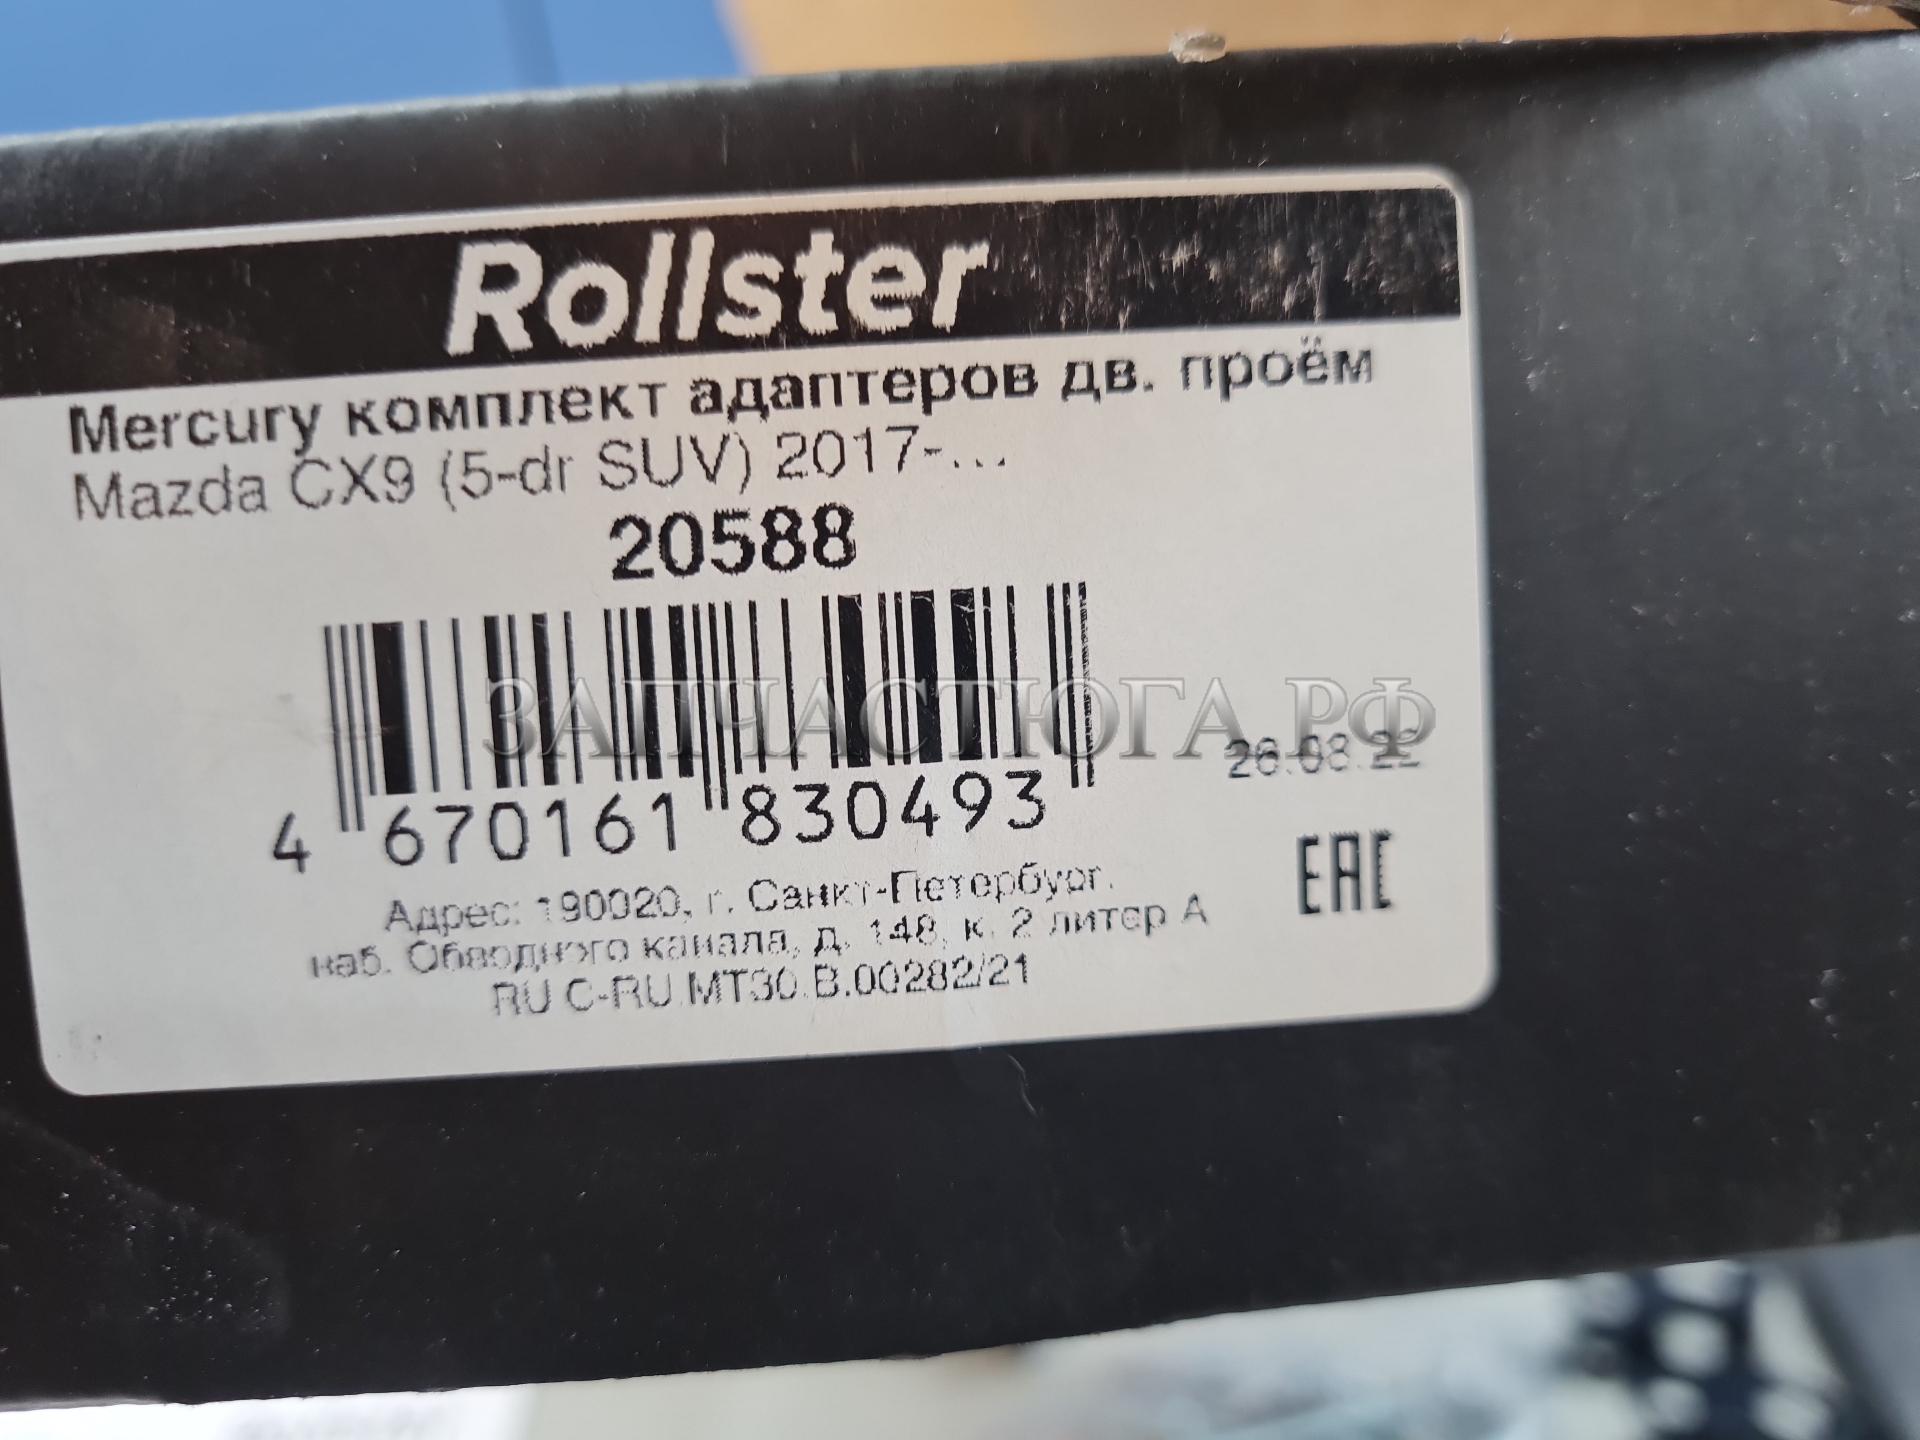 Rollster
Mercury комплект адаптеров дв. проём
Mazda CX9 (5-dr SUV) 2017-...
20588
ЗАПЧАСТЮГА.РФ
26.08.22
4 670161 830493
EAC
Адрес: 190020, г. Санкт-Петербург,
наб. Обводного канала, д. 148, к. 2 литер А
RU C-RU.MT30.B.00282/21